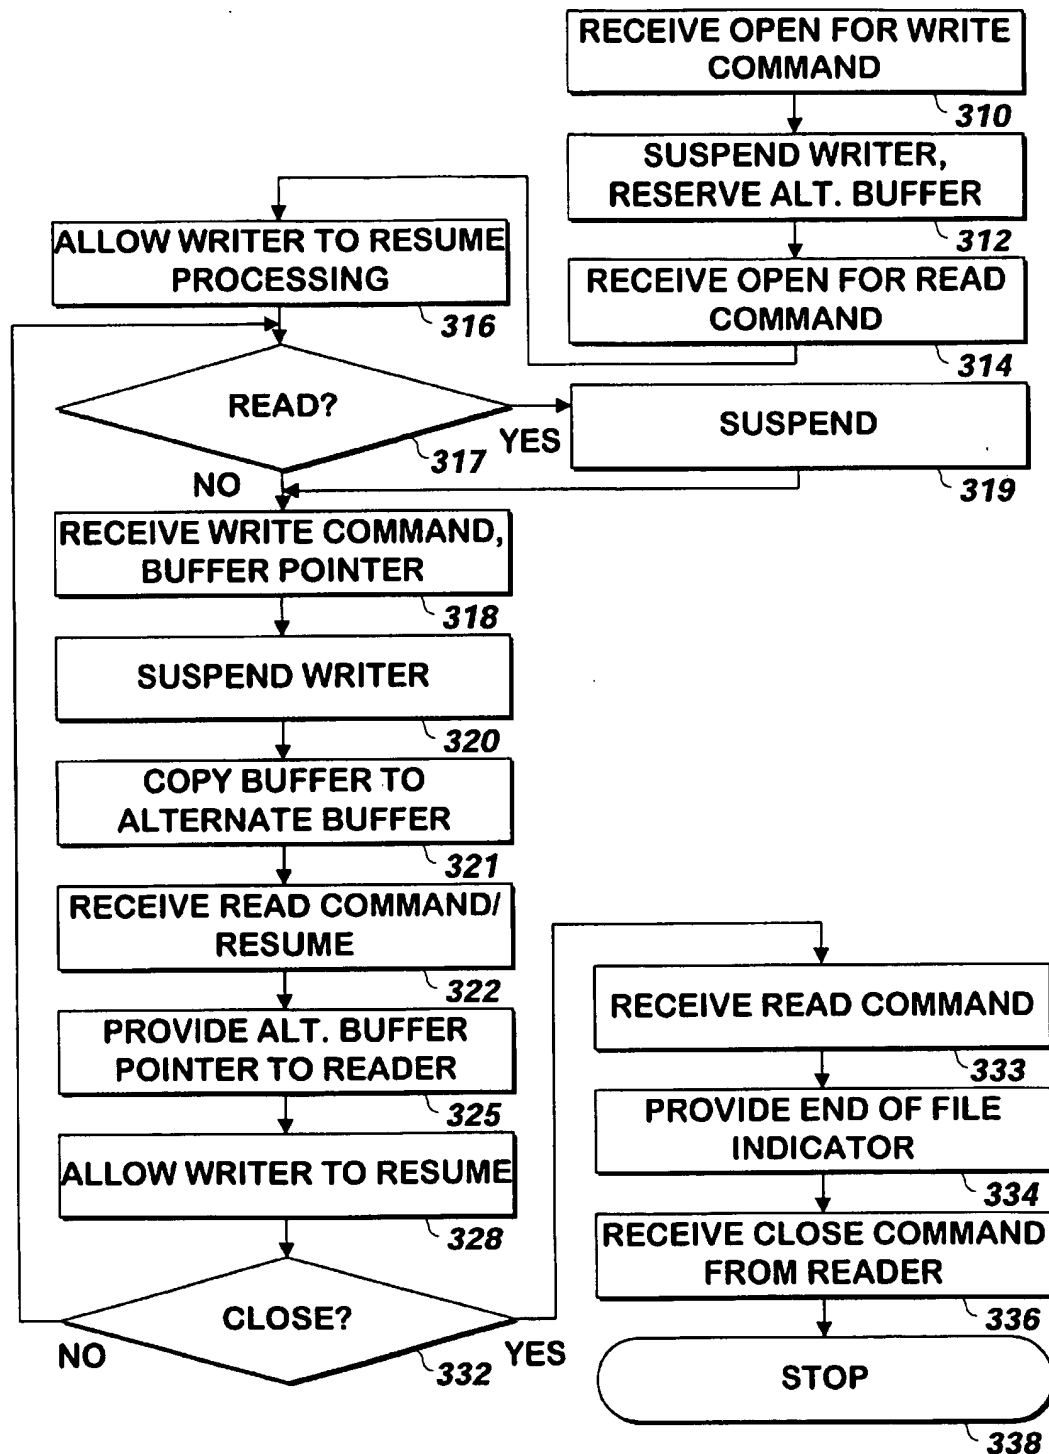 RECEIVE OPEN FOR WRITE
COMMAND
310
SUSPEND WRITER,
RESERVE ALT. BUFFER
312
RECEIVE OPEN FOR READ
COMMAND
314
ALLOW WRITER TO RESUME
PROCESSING
316
READ?
317
YES
NO
SUSPEND
319
RECEIVE WRITE COMMAND,
BUFFER POINTER
318
SUSPEND WRITER
320
COPY BUFFER TO
ALTERNATE BUFFER
321
RECEIVE READ COMMAND/
RESUME
322
PROVIDE ALT. BUFFER
POINTER TO READER
325
ALLOW WRITER TO RESUME
328
CLOSE?
332
NO
YES
RECEIVE READ COMMAND
333
PROVIDE END OF FILE
INDICATOR
334
RECEIVE CLOSE COMMAND
FROM READER
336
STOP
338